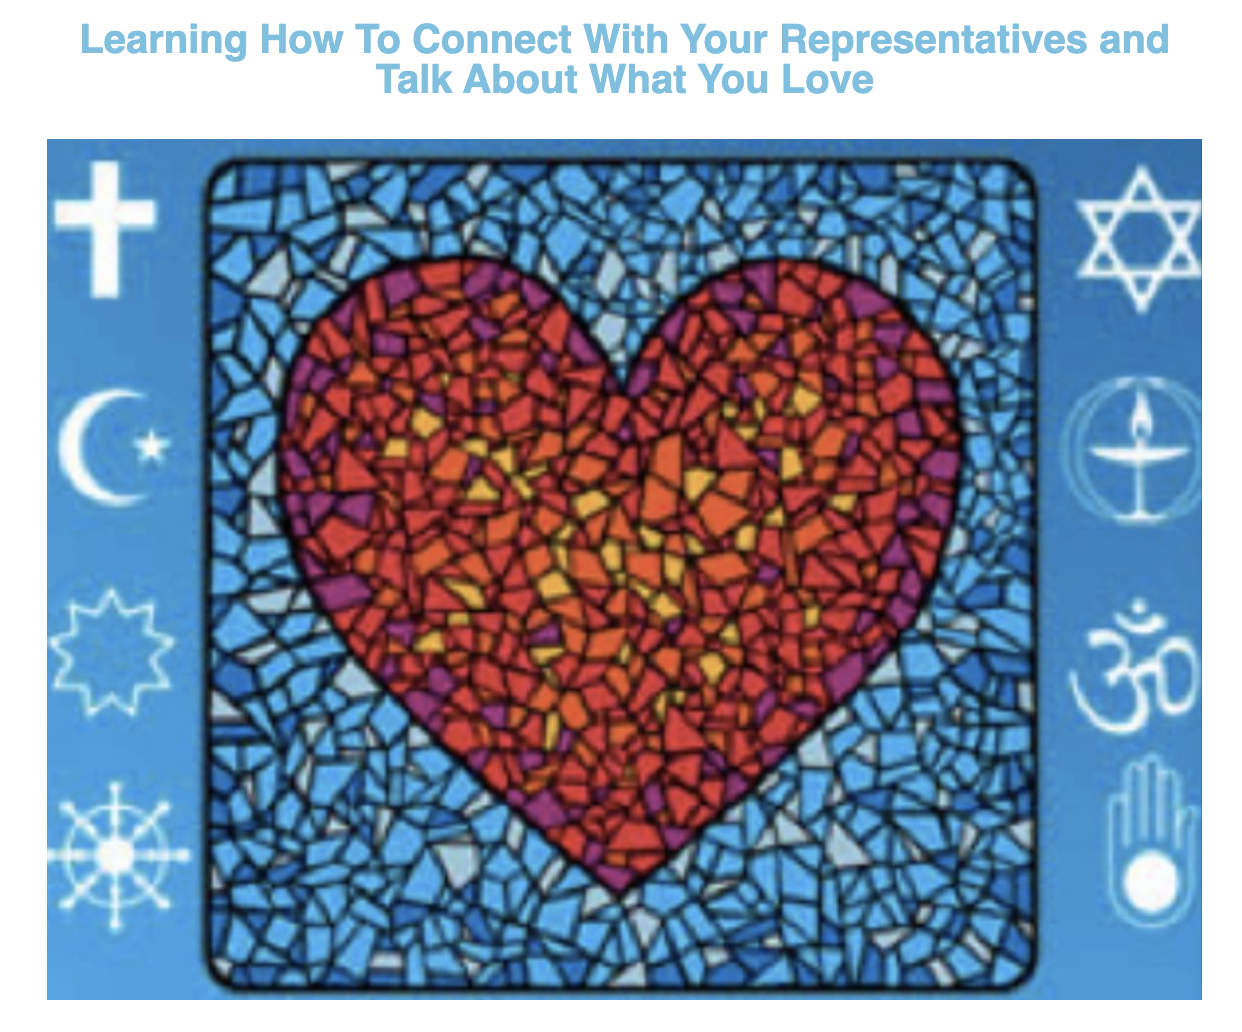 Learning How To Connect With Your Representatives and
Talk About What You Love